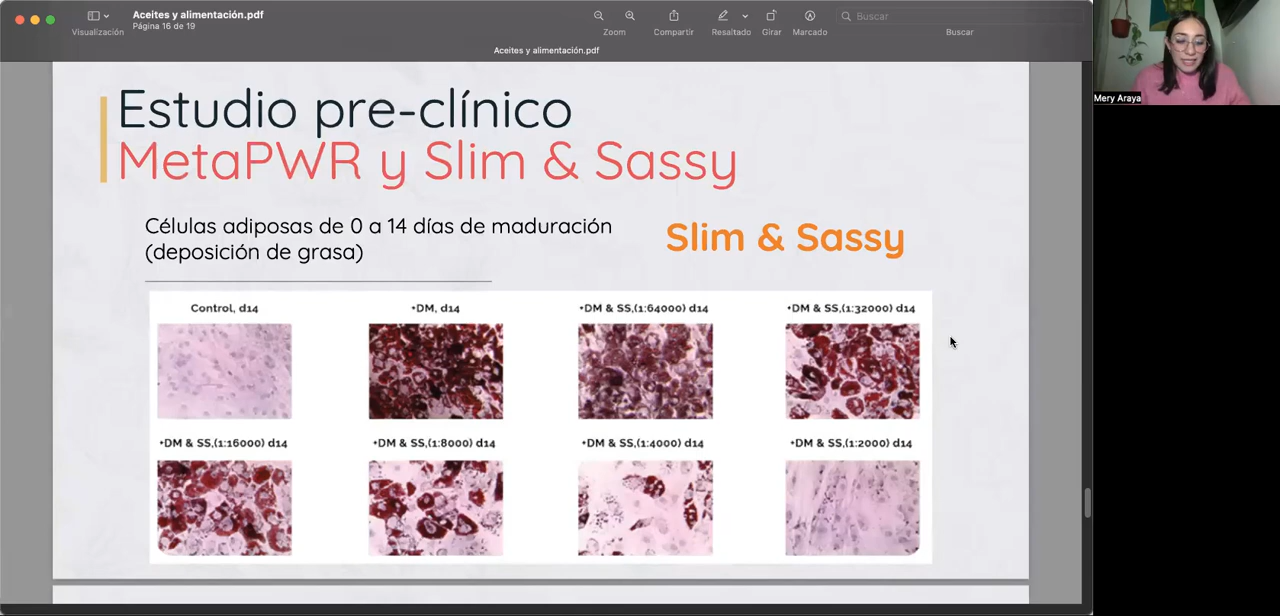 Aceites y alimentación.pdf
Página 16 de 19
Visualización
Zoom
Compartir
Resaltado
Girar
Marcado
Buscar
Buscar
Aceites y alimentación.pdf
Mery Araya
Estudio pre-clínico
MetaPWR y Slim & Sassy
Células adiposas de 0 a 14 días de maduración
(deposición de grasa)
Slim & Sassy
Control, d14
+DM, d14
+DM & SS,(1:64000) d14
+DM & SS,(1:32000) d14
+DM & SS,(1:16000) d14
+DM & SS,(1:8000) d14
+DM & SS,(1:4000) d14
+DM & SS,(1:2000) d14